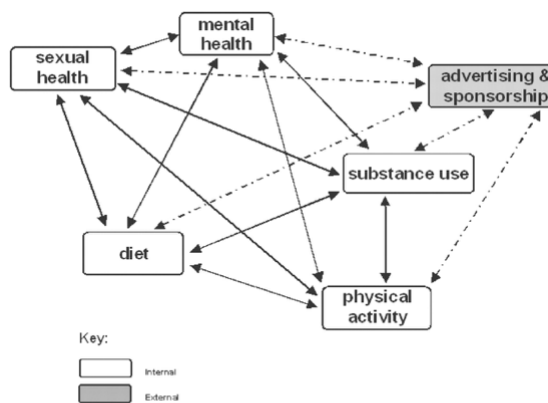 mental
health
sexual
health
advertising &
sponsorship
substance use
diet
physical
activity
Key:
Internal
External